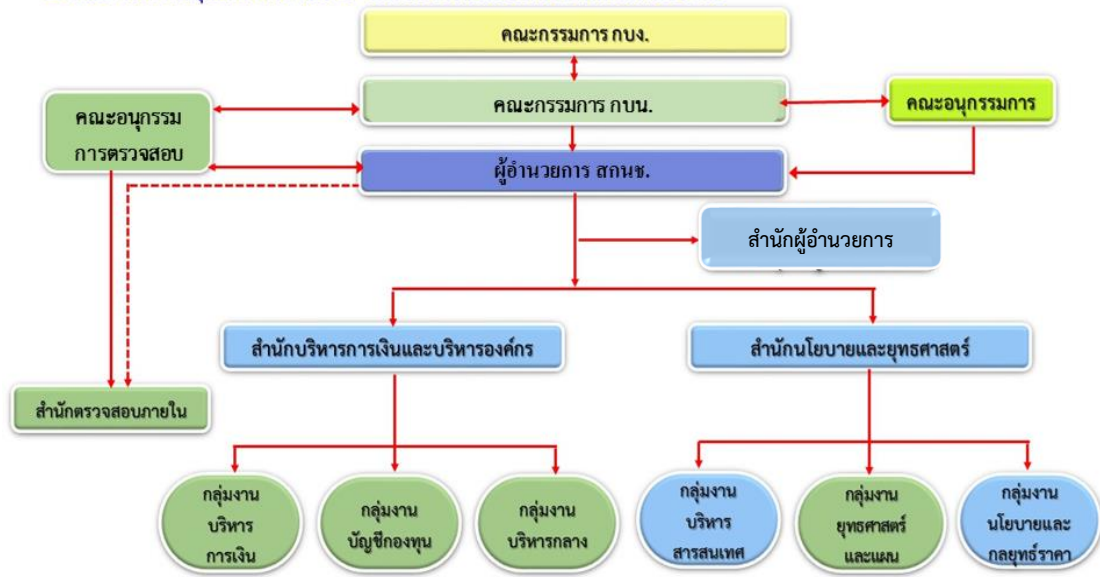 คณะกรรมการ กบง.
คณะกรรมการ กบน.
คณะอนุกรรม
การตรวจสอบ
คณะอนุกรรมการ
ผู้อำนวยการ สกนช.
สำนักผู้อำนวยการ
สำนักบริหารการเงินและบริหารองค์กร
สำนักนโยบายและยุทธศาสตร์
สำนักตรวจสอบภายใน
กลุ่มงาน
บริหาร
การเงิน
กลุ่มงาน
บัญชีกองทุน
กลุ่มงาน
บริหารกลาง
กลุ่มงาน
บริหาร
สารสนเทศ
กลุ่มงาน
ยุทธศาสตร์
และแผน
กลุ่มงาน
นโยบายและ
กลยุทธ์ราคา